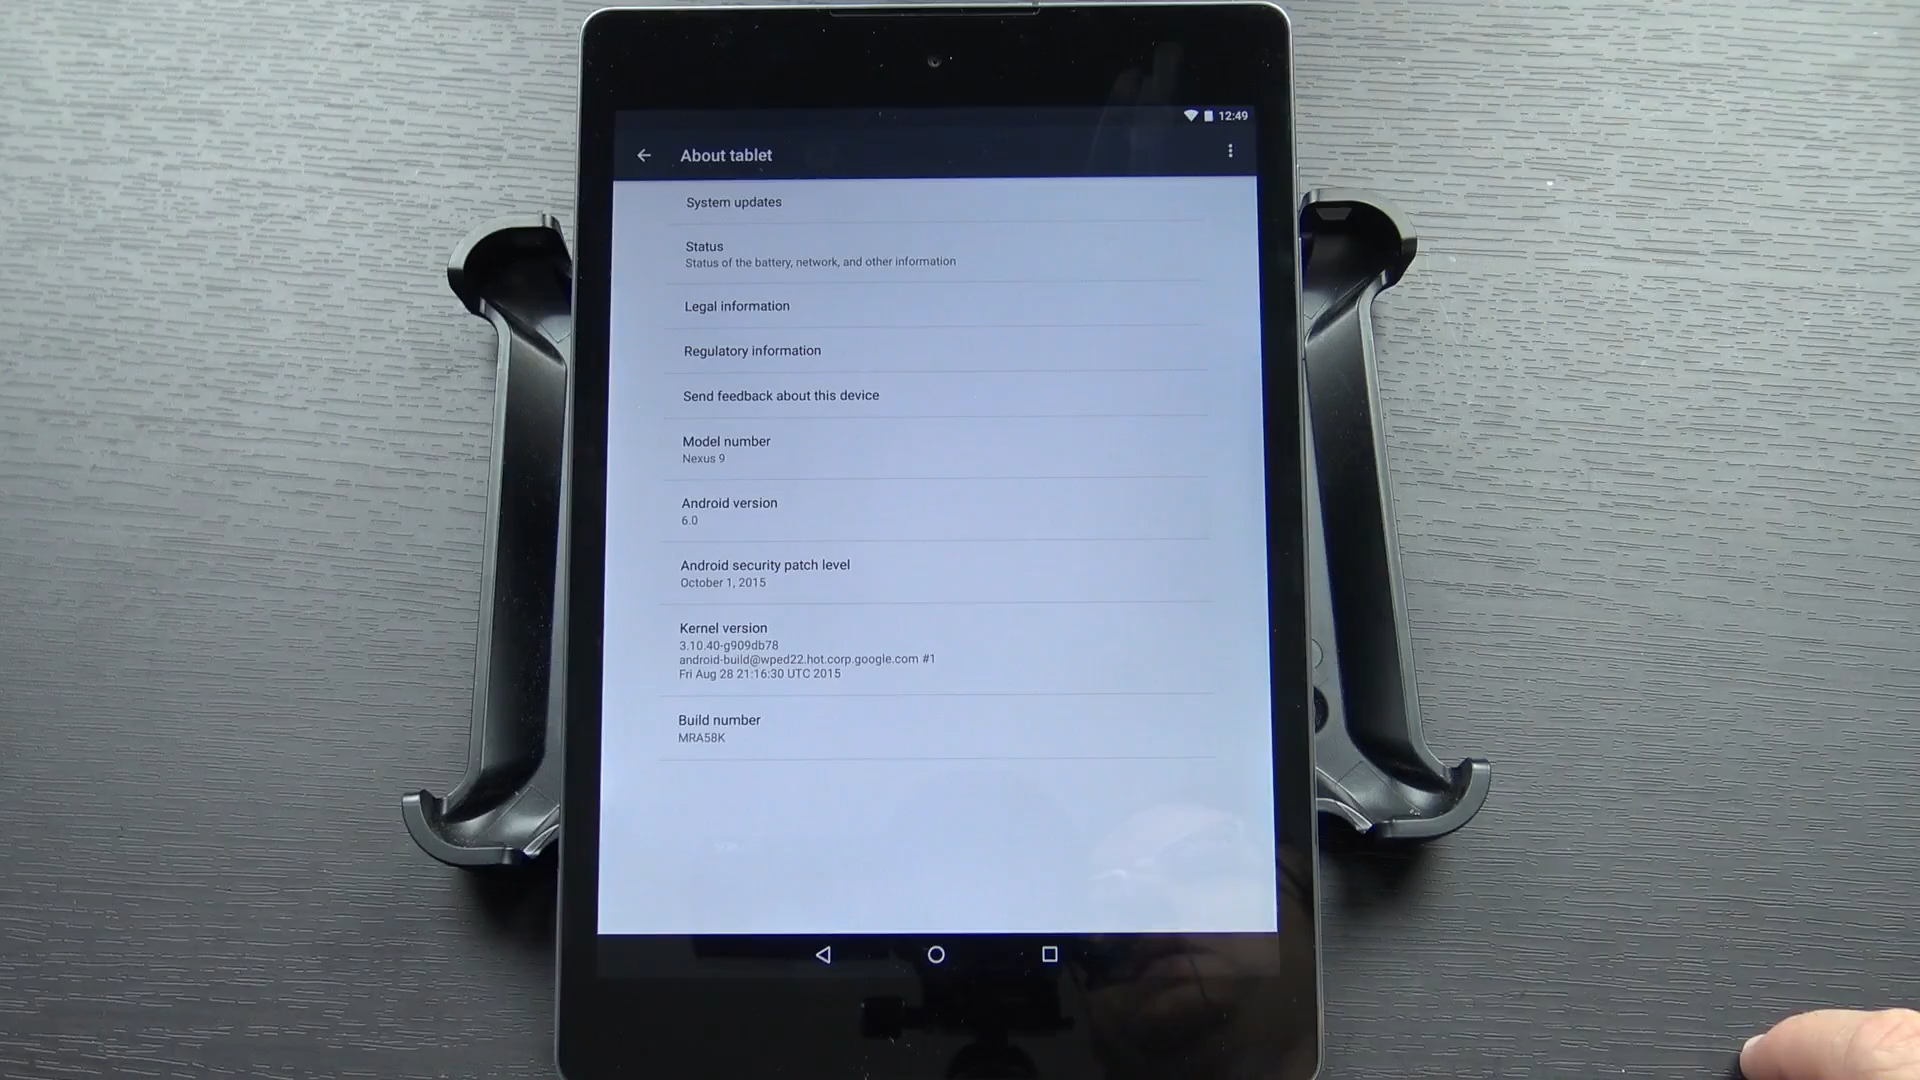 12:49
About tablet
System updates
Status
Status of the battery, network, and other information
Legal information
Regulatory information
Send feedback about this device
Model number
Nexus 9
Android version
6.0
Android security patch level
October 1, 2015
Kernel version
3.10.40-g909db78
android-build@wped22.hot.corp.google.com #1
Fri Aug 28 21:16:30 UTC 2015
Build number
MRA58K